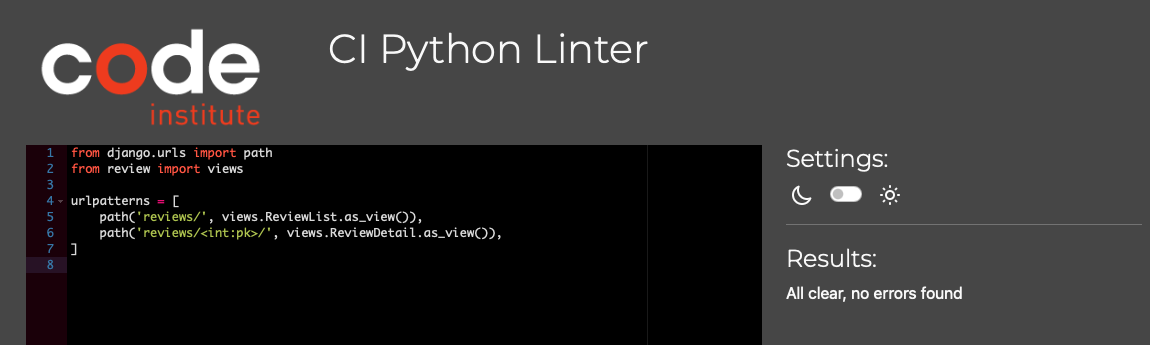 code
institute
CI Python Linter
1 from django.urls import path
2 from review import views
3
4 urlpatterns = [
5     path('reviews/', views.ReviewList.as_view()),
6     path('reviews/<int:pk>/', views.ReviewDetail.as_view()),
7 ]
8
Settings:
Results:
All clear, no errors found